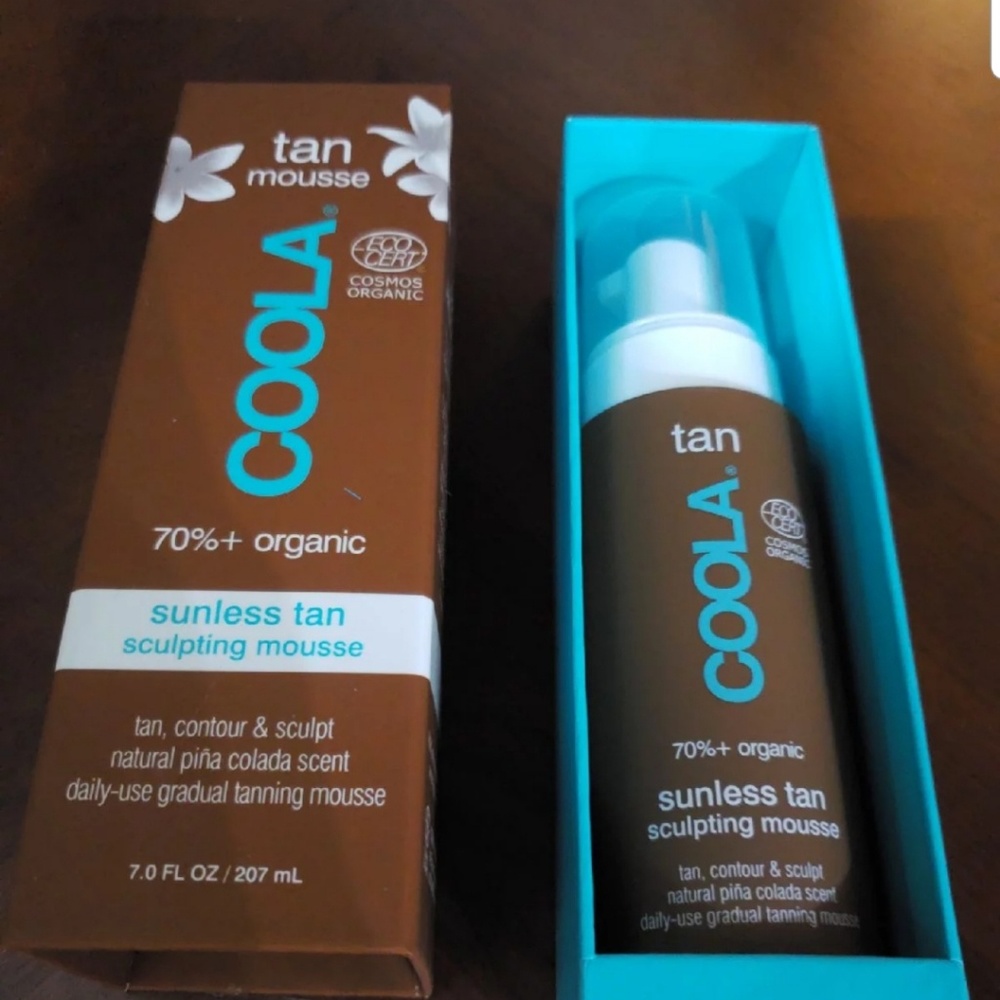 tan
mousse
COOLA®
ECO
CERT
COSMOS
ORGANIC
70%+ organic
sunless tan
sculpting mousse
tan, contour & sculpt
natural piña colada scent
daily-use gradual tanning mousse
7.0 FL OZ / 207 mL
tan
COOLA®
ECO
CERT
COSMOS
ORGANIC
70%+ organic
sunless tan
sculpting mousse
tan, contour & sculpt
natural piña colada scent
daily-use gradual tanning mousse